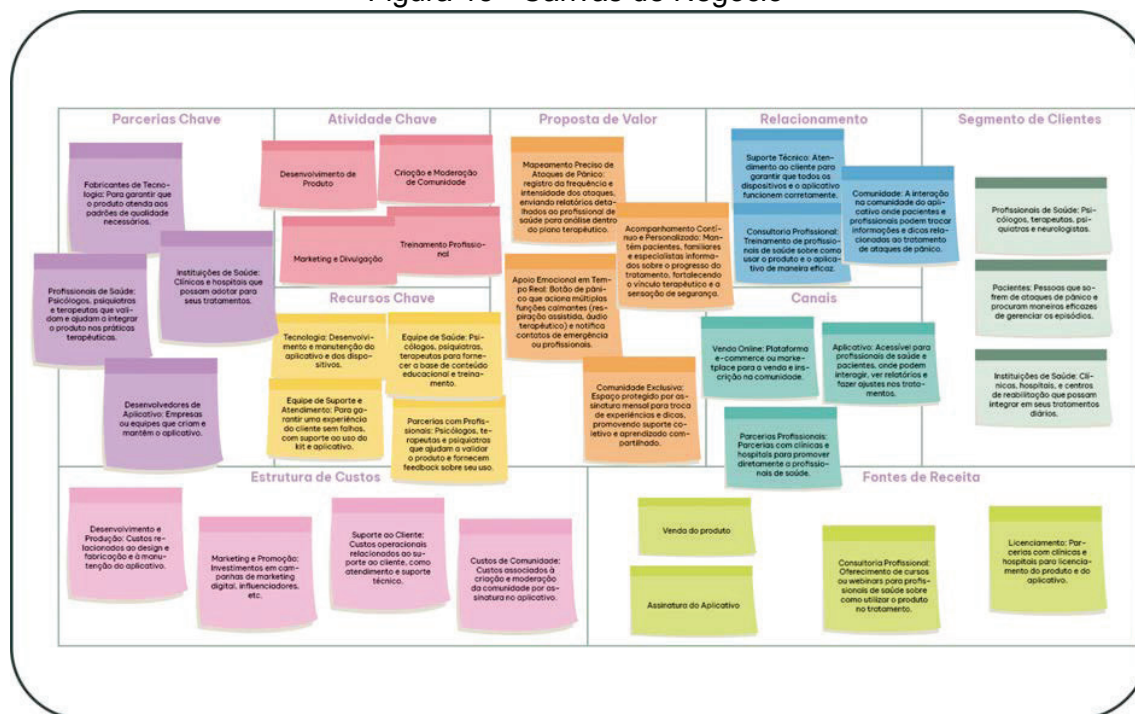 Parcerias Chave
Fabricantes de Tecno-
logia: Para garantir que
o produto atenda aos
padrões de qualidade
necessários.
Profissionais de Saúde:
Psicólogos, psiquiatras
e terapeutas que vali-
dam e ajudam a integrar
o produto nas práticas
terapêuticas.
Instituições de Saúde:
Clínicas e hospitais que
possam adotar para
seus tratamentos.
Desenvolvedores de
Aplicativo: Empresas
ou equipes que criam e
mantêm o aplicativo.
Atividade Chave
Desenvolvimento de
Produto
Criação e Moderação
de Comunidade
Marketing e Divulgação
Treinamento Profissio-
nal
Recursos Chave
Tecnologia: Desenvolvi-
mento e manutenção do
aplicativo e dos dispo-
sitivos.
Equipe de Saúde: Psi-
cólogos, psiquiatras,
terapeutas para forne-
cer a base de conteúdo
educacional e treina-
mento.
Equipe de Suporte e
Atendimento: Para ga-
rantir uma experiência
do cliente sem falhas,
com suporte ao uso do
kit e aplicativo.
Parcerias com Profis-
sionais: Psicólogos, te-
rapeutas e psiquiatras
que ajudam a validar
o produto e fornecem
feedback sobre seu uso.
Proposta de Valor
Mapeamento Preciso de
Ataques de Pânico:
registro da frequência e
intensidade dos ataques,
enviando relatórios deta-
lhados ao profissional de
saúde para análise dentro
do plano terapêutico.
Acompanhamento Contí-
nuo e Personalizado: Man-
tém pacientes, familiares
e especialistas informa-
dos sobre o progresso do
tratamento, fortalecendo
o vínculo terapêutico e a
sensação de segurança.
Apoio Emocional em Tem-
po Real: Botão de pâni-
co que aciona múltiplas
funções calmantes (res-
piração assistida, áudio
terapêutico) e notifica
contatos de emergência
ou profissionais.
Comunidade Exclusiva:
Espaço protegido por as-
sinatura mensal para troca
de experiências e dicas,
promovendo suporte co-
letivo e aprendizado com-
partilhado.
Relacionamento
Suporte Técnico: Aten-
dimento ao cliente para
garantir que todos os
dispositivos e o aplicativo
funcionem corretamente.
Comunidade: A interação
na comunidade do apli-
cativo onde pacientes e
profissionais podem trocar
informações e dicas rela-
cionadas ao tratamento
de ataques de pânico.
Consultoria Profissional:
Treinamento de profissio-
nais de saúde sobre como
usar o produto e o aplica-
tivo de maneira eficaz.
Canais
Venda Online: Plataforma
e-commerce ou marke-
tplace para a venda e ins-
crição na comunidade.
Aplicativo: Acessível para
profissionais de saúde e
pacientes, onde podem
interagir, ver relatórios e
fazer ajustes nos trata-
mentos.
Parcerias Profissionais:
Parcerias com clínicas e
hospitais para promover
diretamente a profissio-
nais de saúde.
Segmento de Clientes
Profissionais de Saúde: Psi-
cólogos, terapeutas, psi-
quiatras e neurologistas.
Pacientes: Pessoas que so-
frem de ataques de pânico e
procuram maneiras eficazes
de gerenciar os episódios.
Instituições de Saúde: Clí-
nicas, hospitais, e centros
de reabilitação que possam
integrar em seus tratamentos
diários.
Estrutura de Custos
Desenvolvimento e
Produção: Custos re-
lacionados ao design e
fabricação e à manu-
tenção do aplicativo.
Marketing e Promoção:
Investimentos em cam-
panhas de marketing
digital, influenciadores,
etc.
Suporte ao Cliente:
Custos operacionais
relacionados ao su-
porte ao cliente, como
atendimento e suporte
técnico.
Custos de Comunidade:
Custos associados à
criação e moderação
da comunidade por as-
sinatura no aplicativo.
Fontes de Receita
Venda do produto
Assinatura do Aplicativo
Consultoria Profissional:
Oferecimento de cursos
ou webinars para profis-
sionais de saúde sobre
como utilizar o produto
no tratamento.
Licenciamento: Par-
cerias com clínicas e
hospitais para licencia-
mento do produto e do
aplicativo.